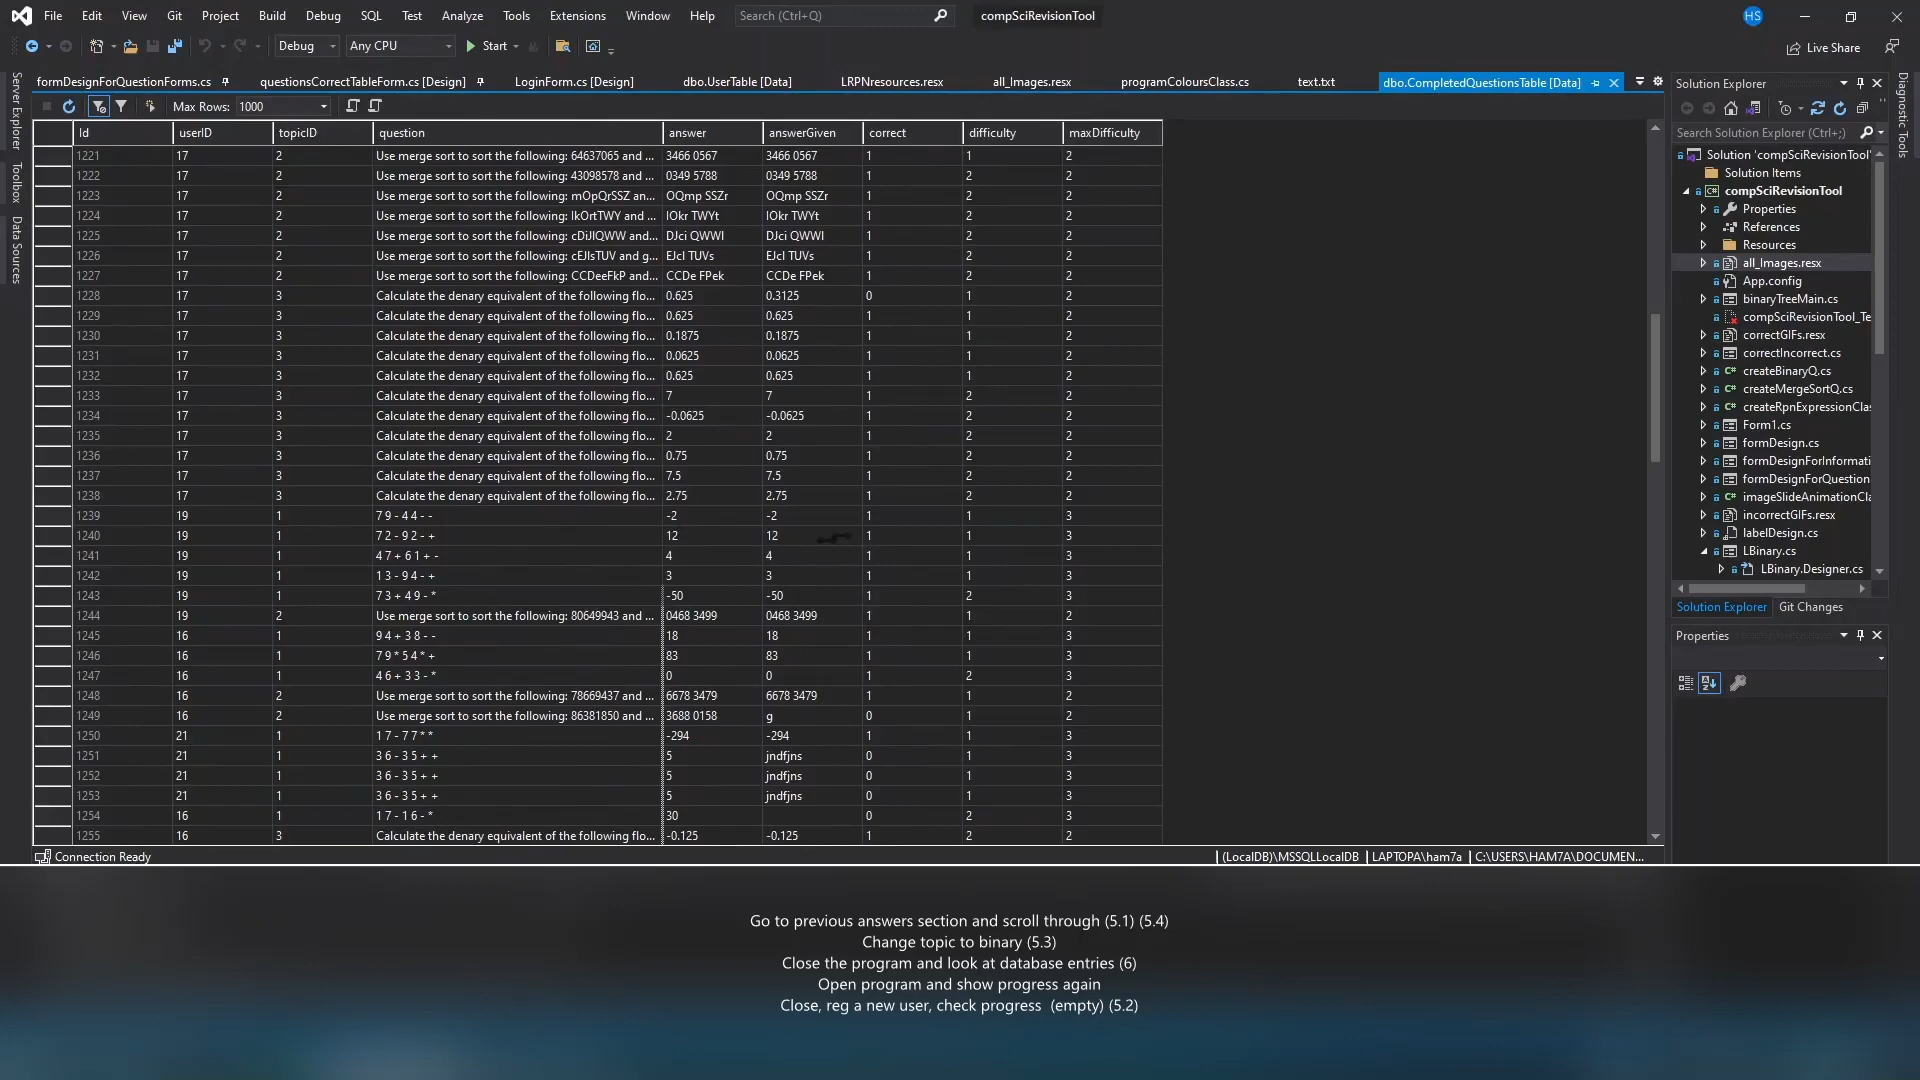 File Edit View Git Project Build Debug SQL Test Analyze Tools Extensions Window Help Search (Ctrl+Q) compSciRevisionTool HS
Debug Any CPU Start Live Share
formDesignForQuestionForms.cs questionsCorrectTableForm.cs [Design] LoginForm.cs [Design] dbo.UserTable [Data] LRPNresources.resx all_Images.resx programColoursClass.cs text.txt dbo.CompletedQuestionsTable [Data]
Max Rows: 1000
Server Explorer
Toolbox
Data Sources
Id userID topicID question answer answerGiven correct difficulty maxDifficulty
1221 17 2 Use merge sort to sort the following: 64637065 and ... 3466 0567 3466 0567 1 1 2
1222 17 2 Use merge sort to sort the following: 43098578 and ... 0349 5788 0349 5788 1 2 2
1223 17 2 Use merge sort to sort the following: mOpQrSSZ an... OQmp SSZr OQmp SSZr 1 2 2
1224 17 2 Use merge sort to sort the following: IkOrtTWY and ... IOkr TWYt IOkr TWYt 1 2 2
1225 17 2 Use merge sort to sort the following: cDiJIQWW and... DJci QWWI DJci QWWI 1 2 2
1226 17 2 Use merge sort to sort the following: cEJlsTUV and g... EJcl TUVs EJcl TUVs 1 2 2
1227 17 2 Use merge sort to sort the following: CCDeeFkP and... CCDe FPek CCDe FPek 1 2 2
1228 17 3 Calculate the denary equivalent of the following flo... 0.625 0.3125 0 1 2
1229 17 3 Calculate the denary equivalent of the following flo... 0.625 0.625 1 1 2
1230 17 3 Calculate the denary equivalent of the following flo... 0.1875 0.1875 1 1 2
1231 17 3 Calculate the denary equivalent of the following flo... 0.0625 0.0625 1 1 2
1232 17 3 Calculate the denary equivalent of the following flo... 0.625 0.625 1 1 2
1233 17 3 Calculate the denary equivalent of the following flo... 7 7 1 2 2
1234 17 3 Calculate the denary equivalent of the following flo... -0.0625 -0.0625 1 2 2
1235 17 3 Calculate the denary equivalent of the following flo... 2 2 1 2 2
1236 17 3 Calculate the denary equivalent of the following flo... 0.75 0.75 1 2 2
1237 17 3 Calculate the denary equivalent of the following flo... 7.5 7.5 1 2 2
1238 17 3 Calculate the denary equivalent of the following flo... 2.75 2.75 1 2 2
1239 19 1 7 9 - 4 4 - - -2 -2 1 1 3
1240 19 1 7 2 - 9 2 - + 12 12 1 1 3
1241 19 1 4 7 + 6 1 + - 4 4 1 1 3
1242 19 1 1 3 - 9 4 - + 3 3 1 1 3
1243 19 1 7 3 + 4 9 - * -50 -50 1 2 3
1244 19 2 Use merge sort to sort the following: 80649943 and ... 0468 3499 0468 3499 1 1 2
1245 16 1 9 4 + 3 8 - - 18 18 1 1 3
1246 16 1 7 9 * 5 4 * + 83 83 1 1 3
1247 16 1 4 6 + 3 3 - * 0 0 1 2 3
1248 16 2 Use merge sort to sort the following: 78669437 and ... 6678 3479 6678 3479 1 1 2
1249 16 2 Use merge sort to sort the following: 86381850 and ... 3688 0158 g 0 1 2
1250 21 1 1 7 - 7 7 * * -294 -294 1 1 3
1251 21 1 3 6 - 3 5 + + 5 jndfjns 0 1 3
1252 21 1 3 6 - 3 5 + + 5 jndfjns 0 1 3
1253 21 1 3 6 - 3 5 + + 5 jndfjns 0 1 3
1254 16 1 1 7 - 1 6 - * 30 0 2 3
1255 16 3 Calculate the denary equivalent of the following flo... -0.125 -0.125 1 2 2
Connection Ready (LocalDB)\MSSQLLocalDB LAPTOPA\ham7a C:\USERS\HAM7A\DOCUMEN...
Solution Explorer
Search Solution Explorer (Ctrl+;)
Solution 'compSciRevisionTool'
Solution Items
compSciRevisionTool
Properties
References
Resources
all_Images.resx
App.config
binaryTreeMain.cs
compSciRevisionTool_Te
correctGIFs.resx
correctIncorrect.cs
createBinaryQ.cs
createMergeSortQ.cs
createRpnExpressionClas
Form1.cs
formDesign.cs
formDesignForInformati
formDesignForQuestion
imageSlideAnimationCla
incorrectGIFs.resx
labelDesign.cs
LBinary.cs
LBinary.Designer.cs
Solution Explorer Git Changes
Properties
Diagnostic Tools
Go to previous answers section and scroll through (5.1) (5.4)
Change topic to binary (5.3)
Close the program and look at database entries (6)
Open program and show progress again
Close, reg a new user, check progress (empty) (5.2)